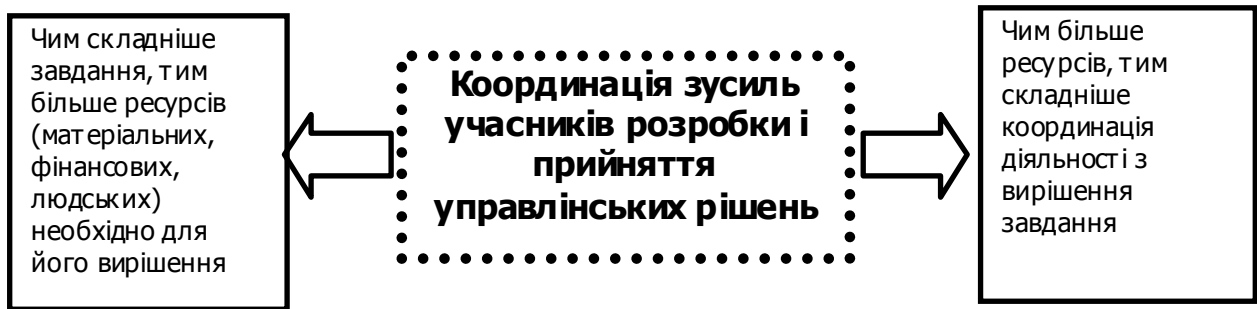 Чим складніше
завдання, тим
більше ресурсів
(матеріальних,
фінансових,
людських)
необхідно для
його вирішення
Координація зусиль
учасників розробки і
прийняття
управлінських рішень
Чим більше
ресурсів, тим
складніше
координація
діяльності з
вирішення
завдання